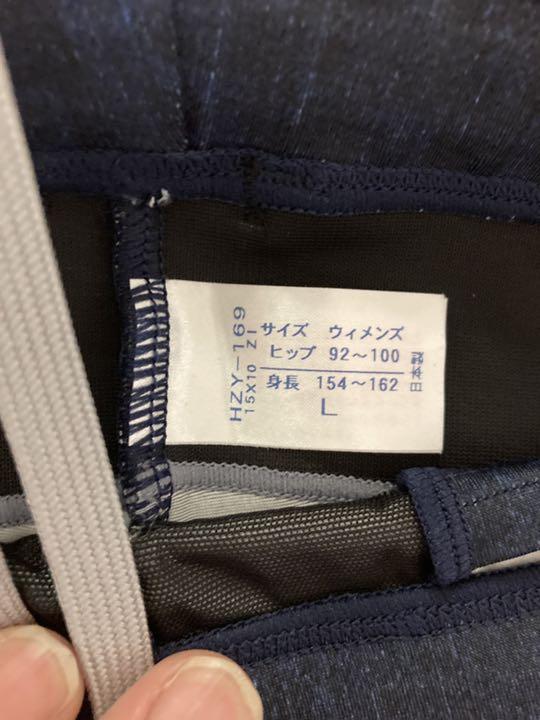 サイズ ウィメンズ
ヒップ 92～100
身長 154～162
L
HZY-169
15X10 ZI
日本製